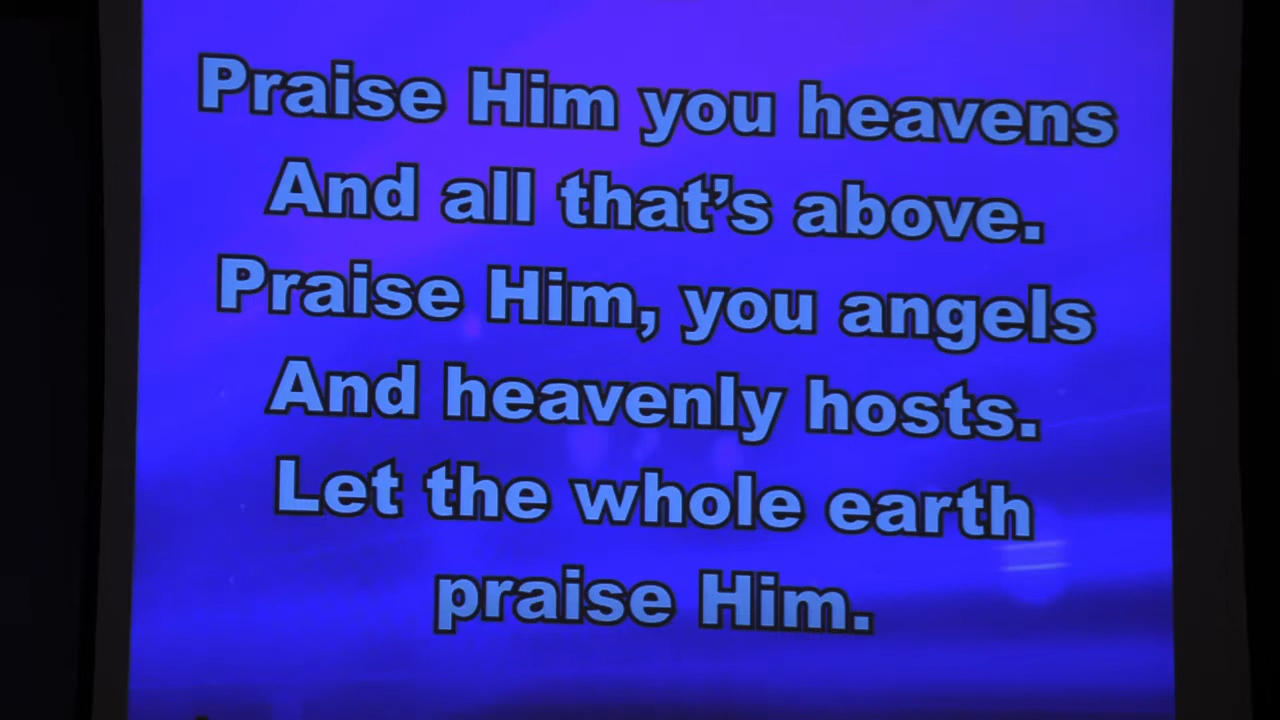 Praise Him you heavens
And all that’s above.
Praise Him, you angels
And heavenly hosts.
Let the whole earth
praise Him.